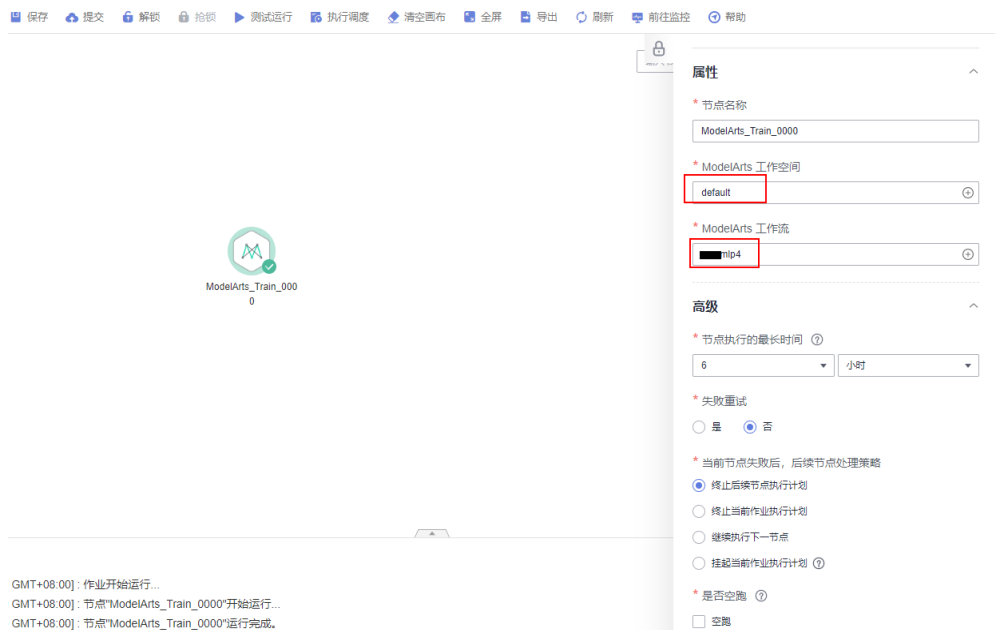 保存 提交 解锁 抢锁 测试运行 执行调度 清空画布 全屏 导出 刷新 前往监控 帮助
属性
* 节点名称
ModelArts_Train_0000
* ModelArts 工作空间
default
* ModelArts 工作流
mlp4
ModelArts_Train_000
0
高级
* 节点执行的最长时间
6 小时
* 失败重试
是 否
* 当前节点失败后，后续节点处理策略
终止后续节点执行计划
终止当前作业执行计划
继续执行下一节点
挂起当前作业执行计划
* 是否空跑
空跑
GMT+08:00] : 作业开始运行...
GMT+08:00] : 节点"ModelArts_Train_0000"开始运行...
GMT+08:00] : 节点"ModelArts_Train_0000"运行完成。